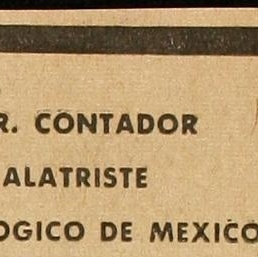 R. CONTADOR
ALATRISTE
OGICO DE MEXICO